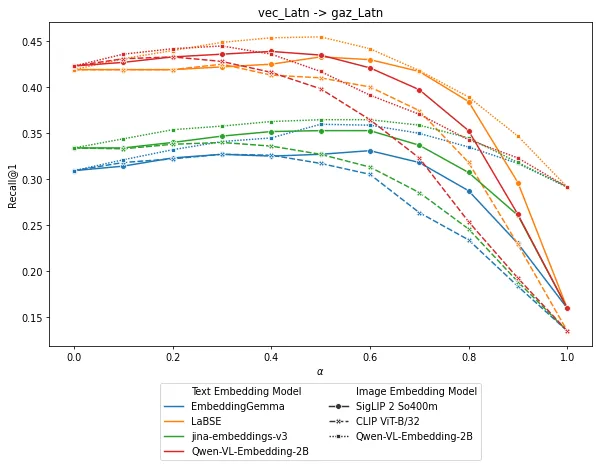 vec_Latn -> gaz_Latn
Recall@1
0.45
0.40
0.35
0.30
0.25
0.20
0.15
0.0
0.2
0.4
0.6
0.8
1.0
α
Text Embedding Model
EmbeddingGemma
LaBSE
jina-embeddings-v3
Qwen-VL-Embedding-2B
Image Embedding Model
SigLIP 2 So400m
CLIP ViT-B/32
Qwen-VL-Embedding-2B